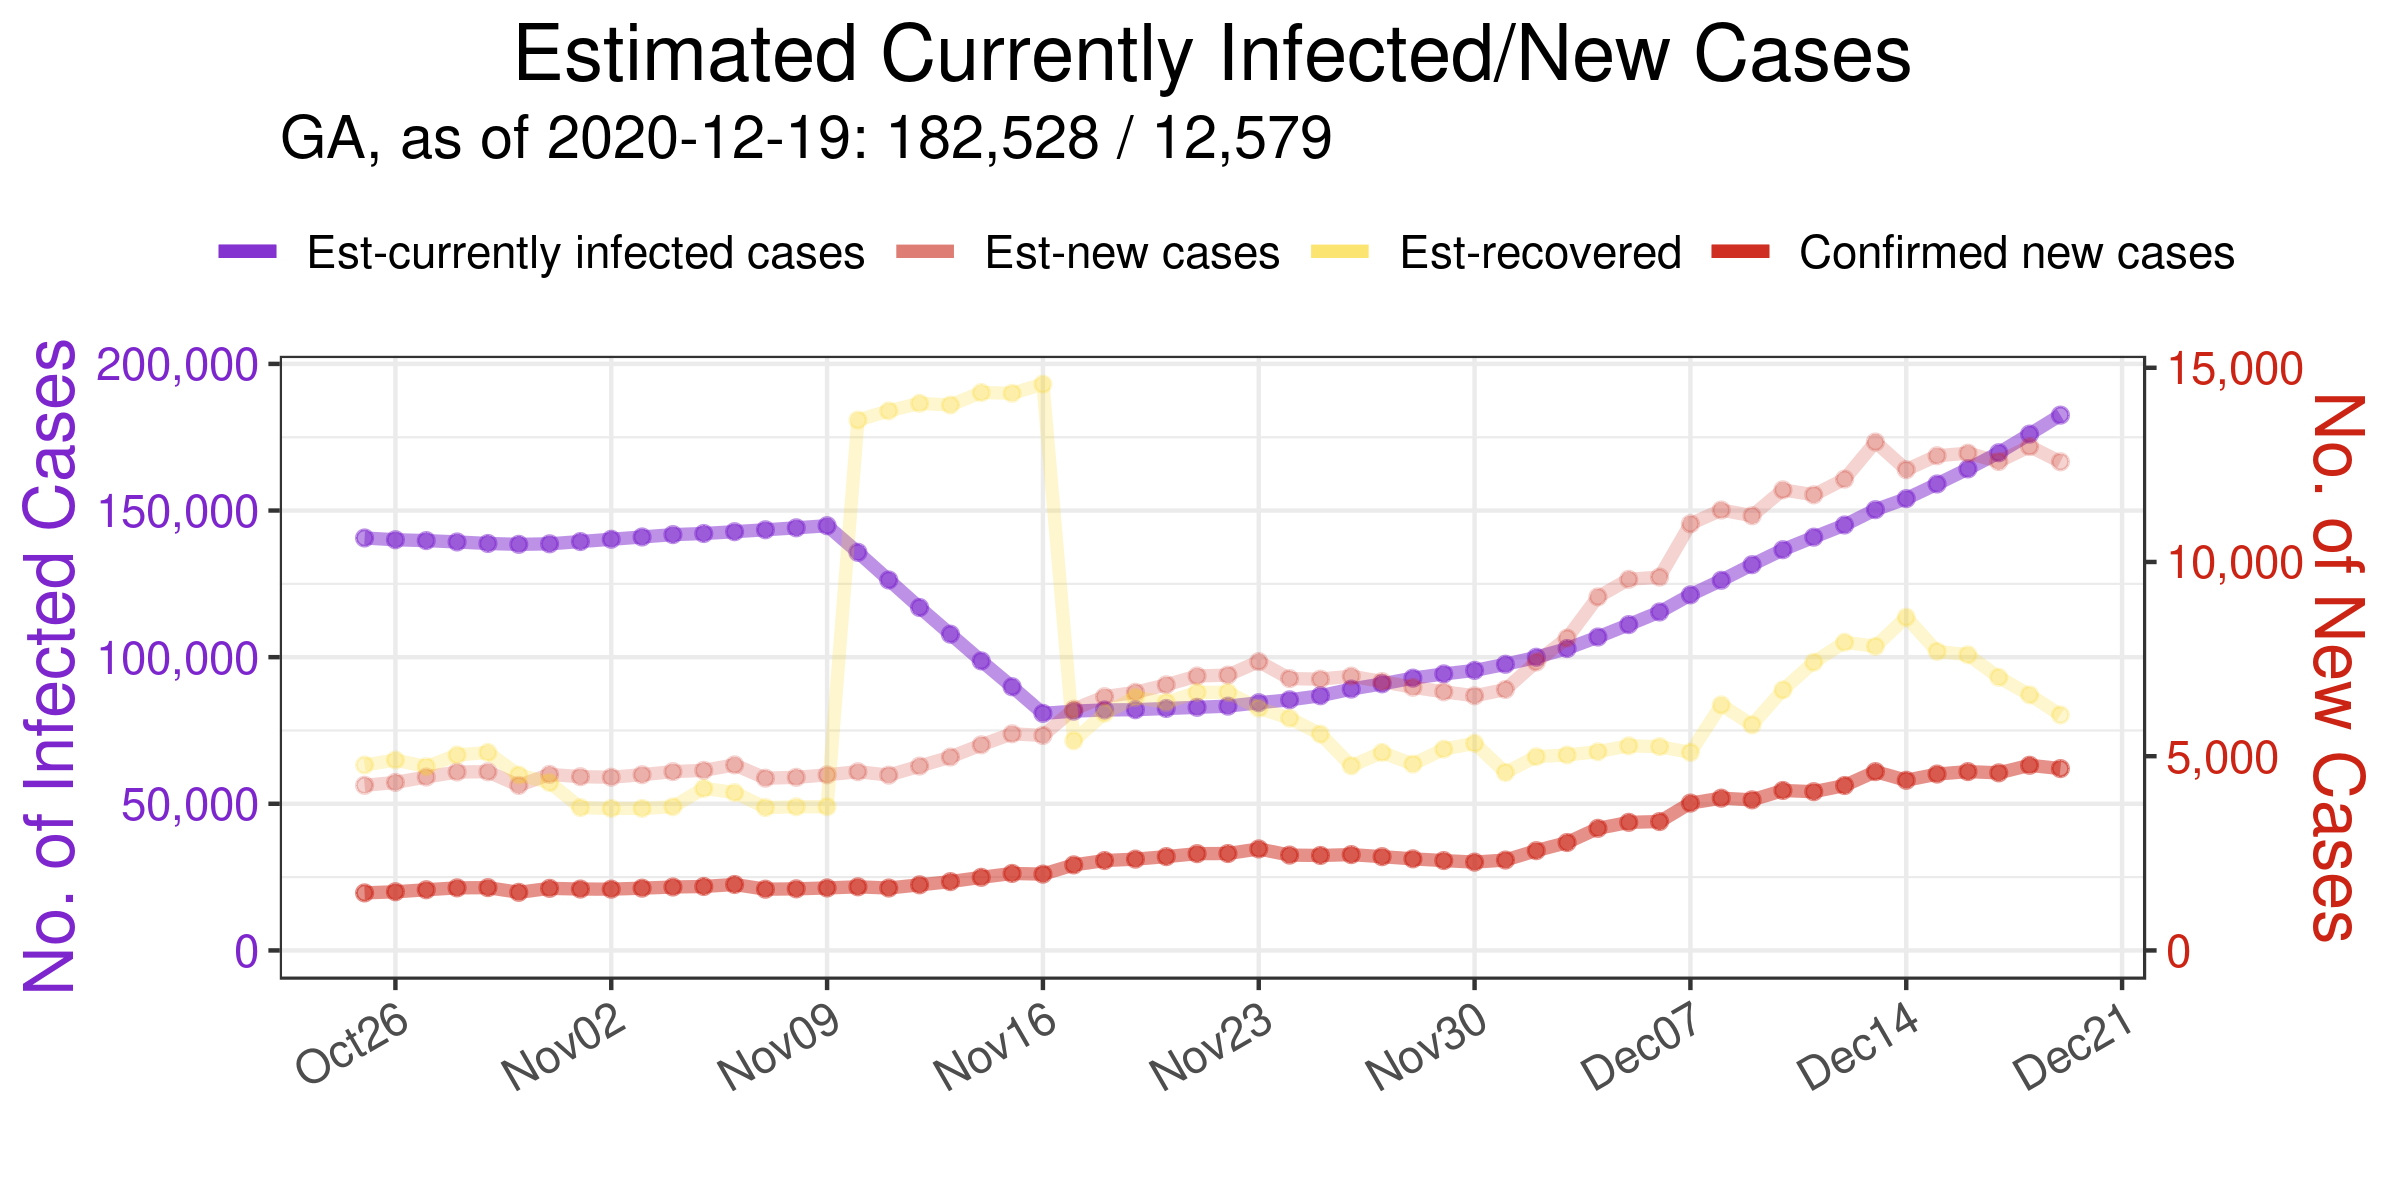 Estimated Currently Infected/New Cases
GA, as of 2020-12-19: 182,528 / 12,579
Est-currently infected cases Est-new cases Est-recovered Confirmed new cases
No. of Infected Cases
200,000
150,000
100,000
50,000
0
15,000
10,000
5,000
0
No. of New Cases
Oct26 Nov02 Nov09 Nov16 Nov23 Nov30 Dec07 Dec14 Dec21